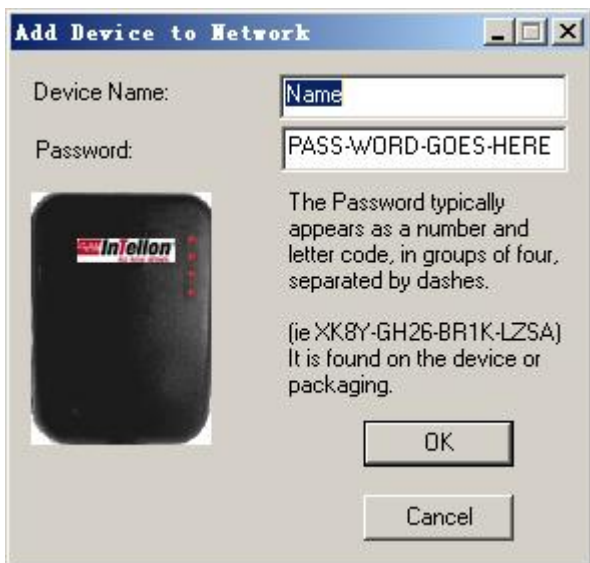 Add Device to Network
Device Name:
Name
Password:
PASS-WORD-GOES-HERE
Intellon
The Password typically
appears as a number and
letter code, in groups of four,
separated by dashes.
(ie XK8Y-GH26-BR1K-LZSA)
It is found on the device or
packaging.
OK
Cancel